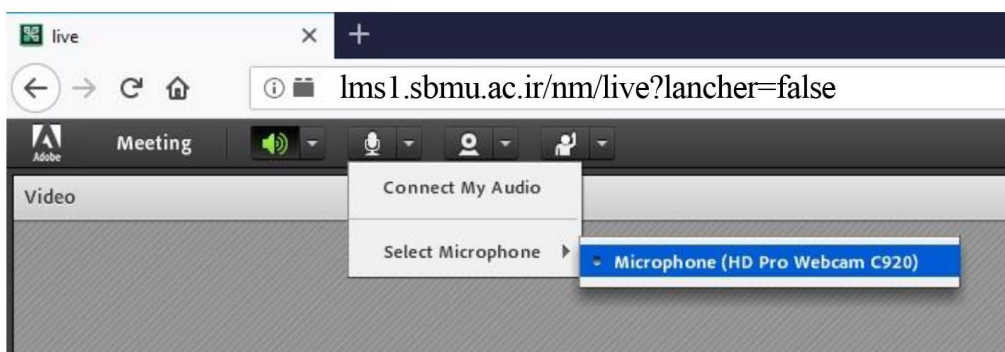 live
lms1.sbmu.ac.ir/nm/live?lancher=false
Adobe
Meeting
Video
Connect My Audio
Select Microphone
Microphone (HD Pro Webcam C920)